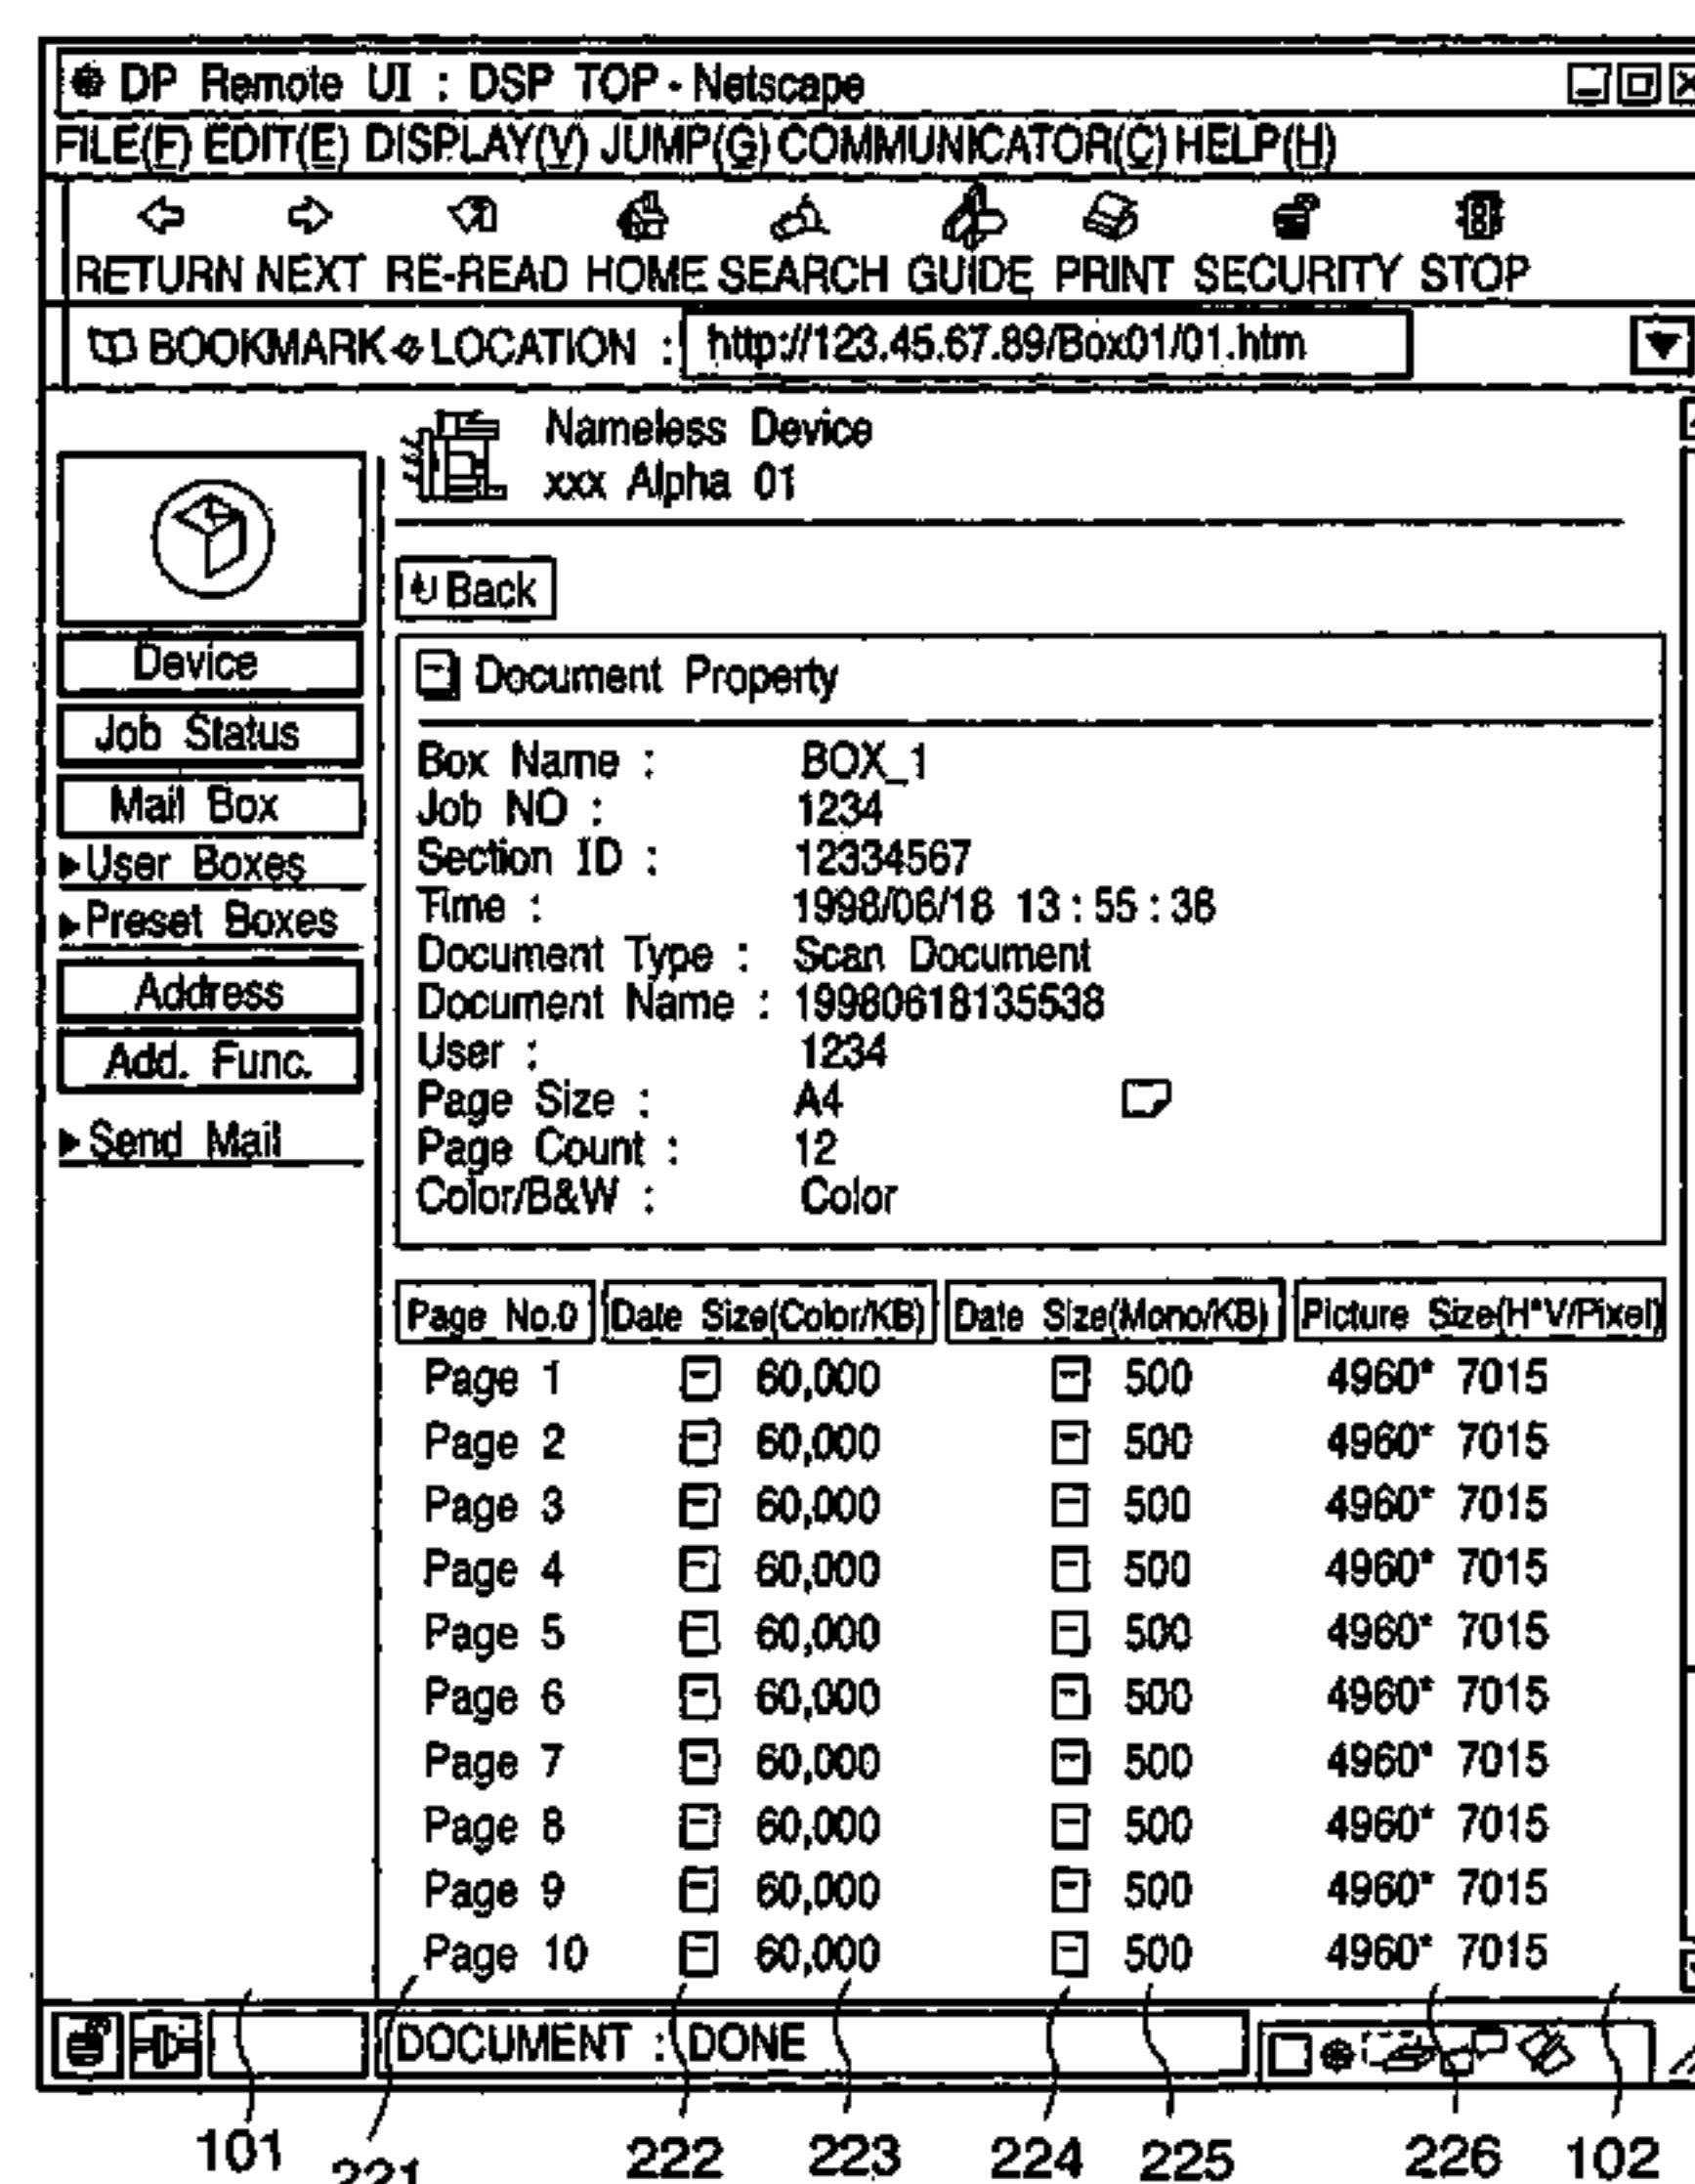 DP Remote UI : DSP TOP - Netscape
FILE(F) EDIT(E) DISPLAY(V) JUMP(G) COMMUNICATOR(C) HELP(H)
RETURN NEXT RE-READ HOME SEARCH GUIDE PRINT SECURITY STOP
BOOKMARK LOCATION : http://123.45.67.89/Box01/01.htm
Nameless Device
xxx Alpha 01
Back
Device
Job Status
Mail Box
User Boxes
Preset Boxes
Address
Add. Func.
Send Mail
Document Property
Box Name : BOX_1
Job NO : 1234
Section ID : 12334567
Time : 1998/06/18 13 : 55 : 38
Document Type : Scan Document
Document Name : 19980618135538
User : 1234
Page Size : A4
Page Count : 12
Color/B&W : Color
Page No.0 Date Size(Color/KB) Date Size(Mono/KB) Picture Size(H*V/Pixel)
Page 1 60,000 500 4960* 7015
Page 2 60,000 500 4960* 7015
Page 3 60,000 500 4960* 7015
Page 4 60,000 500 4960* 7015
Page 5 60,000 500 4960* 7015
Page 6 60,000 500 4960* 7015
Page 7 60,000 500 4960* 7015
Page 8 60,000 500 4960* 7015
Page 9 60,000 500 4960* 7015
Page 10 60,000 500 4960* 7015
DOCUMENT : DONE
101 221 222 223 224 225 226 102